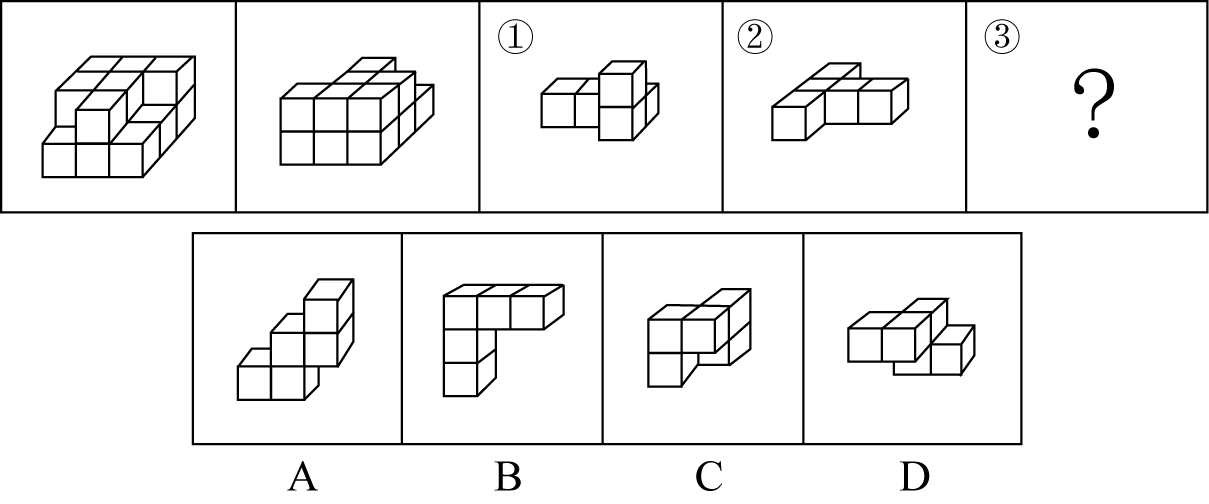 ① ② ③
?
A B C D